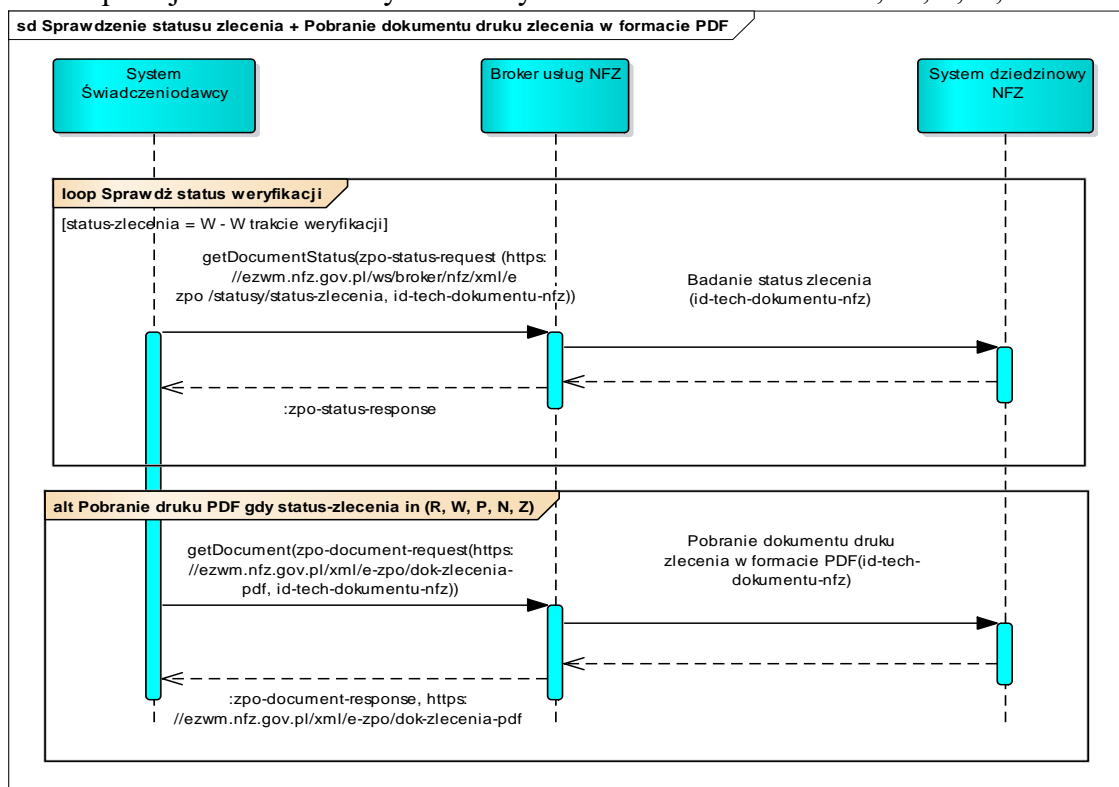 sd Sprawdzenie statusu zlecenia + Pobranie dokumentu druku zlecenia w formacie PDF
System
Świadczeniodawcy
Broker usług NFZ
System dziedzinowy
NFZ
loop Sprawdź status weryfikacji
[status-zlecenia = W - W trakcie weryfikacji]
getDocumentStatus(zpo-status-request (https:
//ezwm.nfz.gov.pl/ws/broker/nfz/xml/e
zpo /statusy/status-zlecenia, id-tech-dokumentu-nfz))
Badanie status zlecenia
(id-tech-dokumentu-nfz)
:zpo-status-response
alt Pobranie druku PDF gdy status-zlecenia in (R, W, P, N, Z)
getDocument(zpo-document-request(https:
//ezwm.nfz.gov.pl/xml/e-zpo/dok-zlecenia-
pdf, id-tech-dokumentu-nfz))
Pobranie dokumentu druku
zlecenia w formacie PDF(id-tech-
dokumentu-nfz)
:zpo-document-response, https:
//ezwm.nfz.gov.pl/xml/e-zpo/dok-zlecenia-pdf